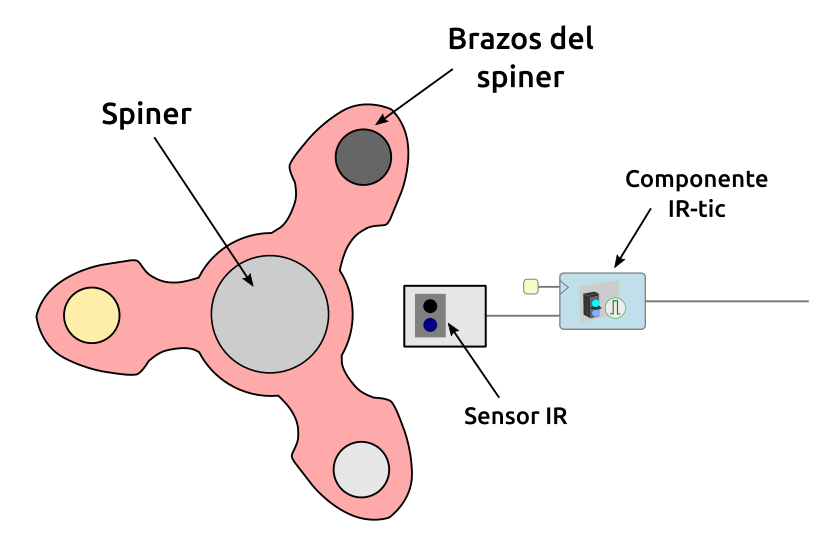 Brazos del
spiner
Spiner
Componente
IR-tic
Sensor IR